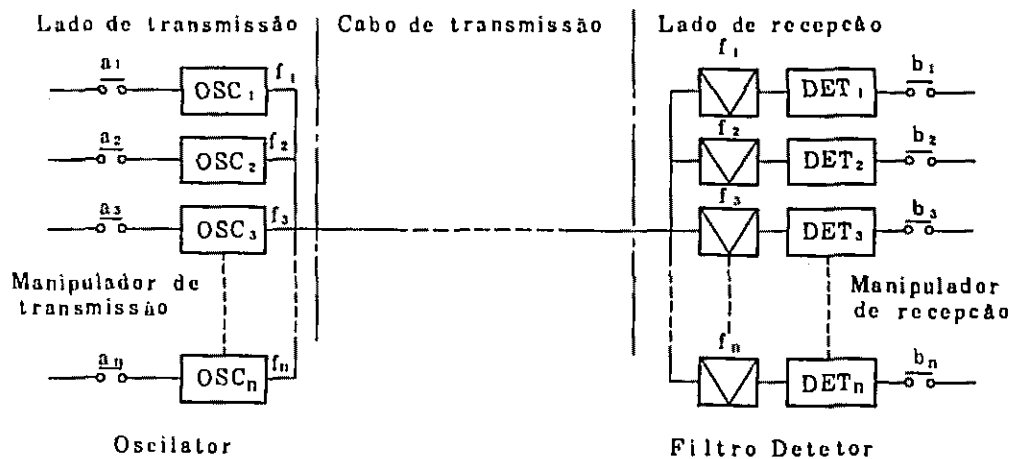 Lado de transmissão Cabo de transmissão Lado de recepção
a₁ OSC₁ f₁ f₁ DET₁ b₁
a₂ OSC₂ f₂ f₂ DET₂ b₂
a₃ OSC₃ f₃ f₃ DET₃ b₃
Manipulador de transmissão
Manipulador de recepcão
aₙ OSCₙ fₙ fₙ DETₙ bₙ
Oscilator Filtro Detetor